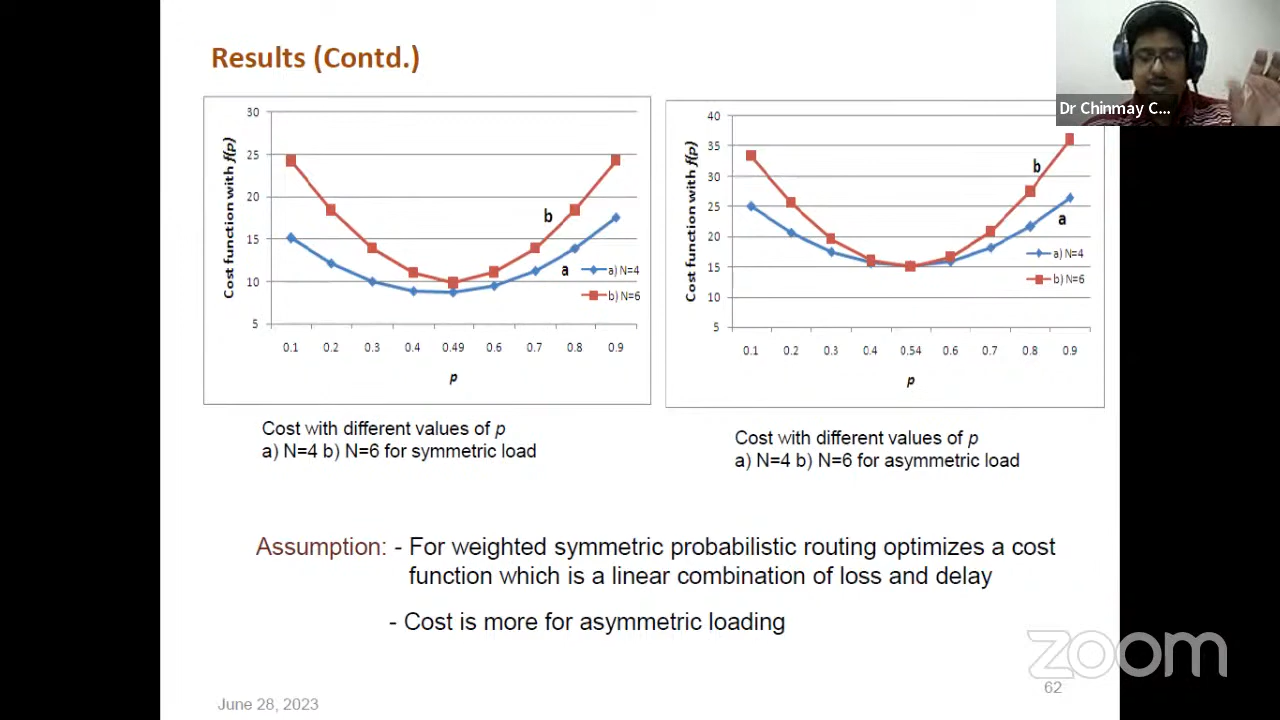 Results (Contd.)
Dr Chinmay C...
Cost function with f(p)
30
25
20
15
10
5
b
a
a) N=4
b) N=6
0.1 0.2 0.3 0.4 0.49 0.6 0.7 0.8 0.9
p
Cost with different values of p
a) N=4 b) N=6 for symmetric load
Cost function with f(p)
40
35
30
25
20
15
10
5
b
a
a) N=4
b) N=6
0.1 0.2 0.3 0.4 0.54 0.6 0.7 0.8 0.9
p
Cost with different values of p
a) N=4 b) N=6 for asymmetric load
Assumption: - For weighted symmetric probabilistic routing optimizes a cost
function which is a linear combination of loss and delay
- Cost is more for asymmetric loading
zoom
62
June 28, 2023